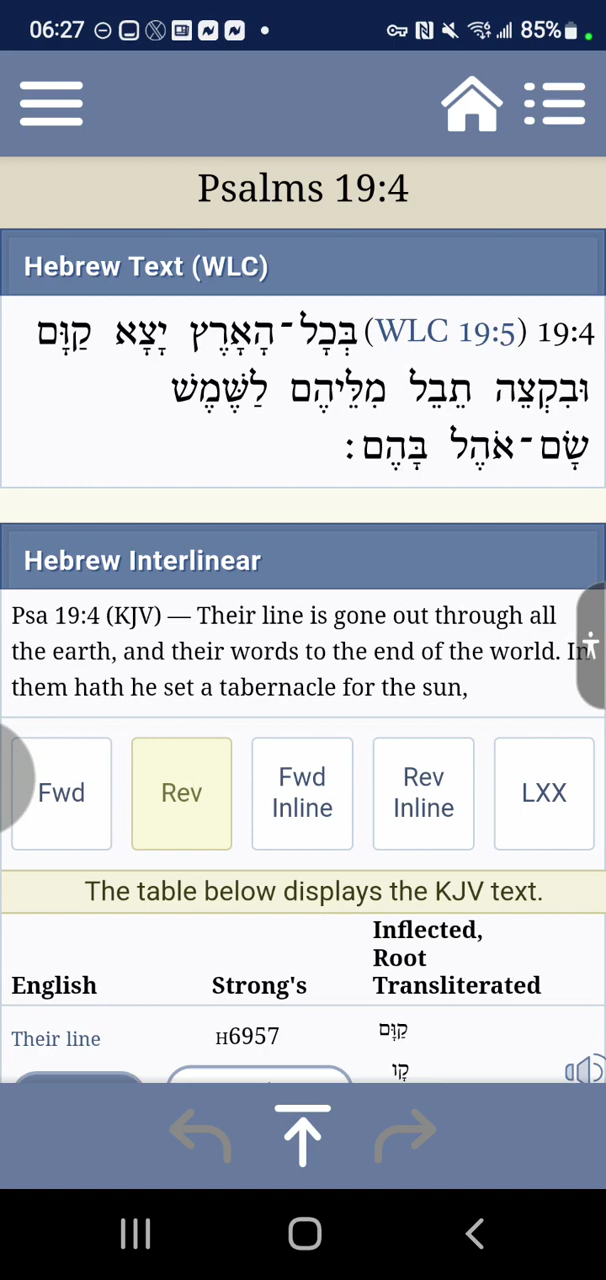 06:27 85%
Psalms 19:4
Hebrew Text (WLC)
19:4 (WLC 19:5) בְּכָל־הָאָרֶץ יָצָא קַוָּם
וּבִקְצֵה תֵבֵל מִלֵּיהֶם לַשֶּׁמֶשׁ
שָׂם־אֹהֶל בָּהֶם׃
Hebrew Interlinear
Psa 19:4 (KJV) — Their line is gone out through all
the earth, and their words to the end of the world. In
them hath he set a tabernacle for the sun,
Fwd
Rev
Fwd
Inline
Rev
Inline
LXX
The table below displays the KJV text.
English
Strong's
Inflected,
Root
Transliterated
Their line
H6957
קַוָּם
קָו